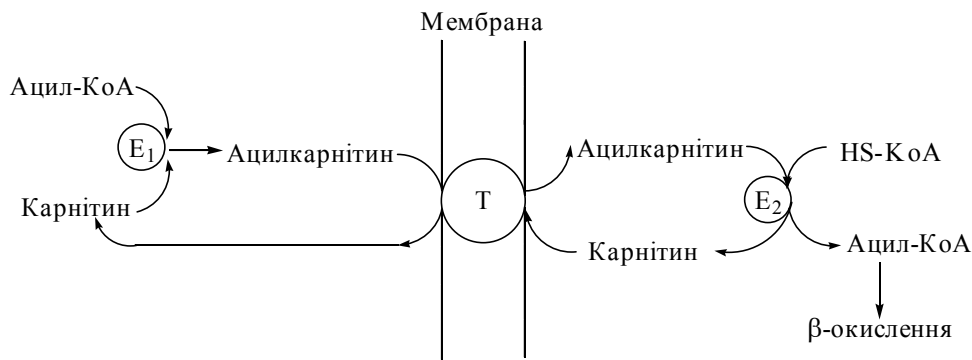 Мембрана
Ацил-КоА
E₁
Ацилкарнітин
Карнітин
Т
Ацилкарнітин
HS-КоА
E₂
Карнітин
Ацил-КоА
β-окислення